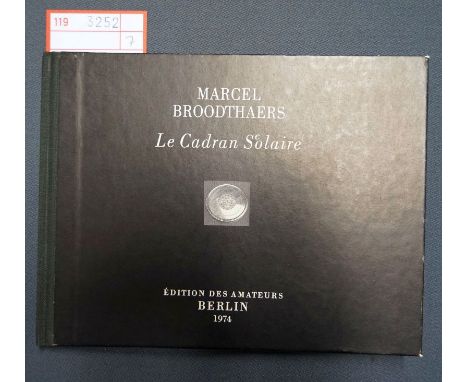 119 3252
7
MARCEL
BROODTHAERS
Le Cadran Solaire
ÉDITION DES AMATEURS
BERLIN
1974